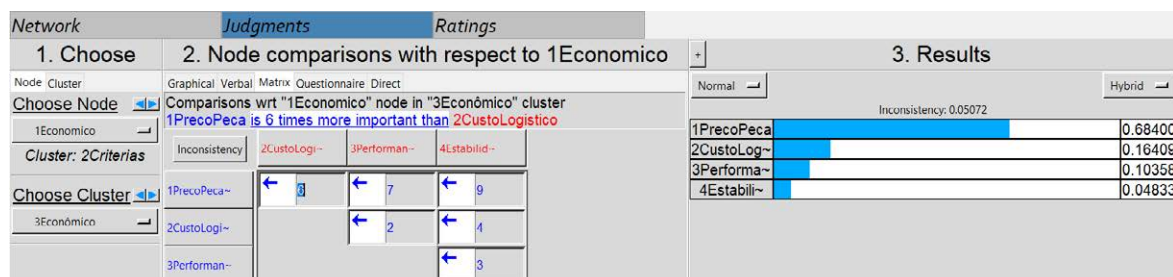 Network Judgments Ratings
1. Choose
Node Cluster
Choose Node
1Economico
Cluster: 2Criterias
Choose Cluster
3Econômico
2. Node comparisons with respect to 1Economico
Graphical Verbal Matrix Questionnaire Direct
Comparisons wrt "1Economico" node in "3Econômico" cluster
1PrecoPeca is 6 times more important than 2CustoLogistico
Inconsistency 2CustoLogi~ 3Performan~ 4Estabilid~
1PrecoPeca~ ← 6 ← 7 ← 9
2CustoLogi~ ← 2 ← 4
3Performan~ ← 3
+ 3. Results
Normal Hybrid
Inconsistency: 0.05072
1PrecoPeca 0.68400
2CustoLog~ 0.16409
3Performa~ 0.10358
4Estabili~ 0.04833